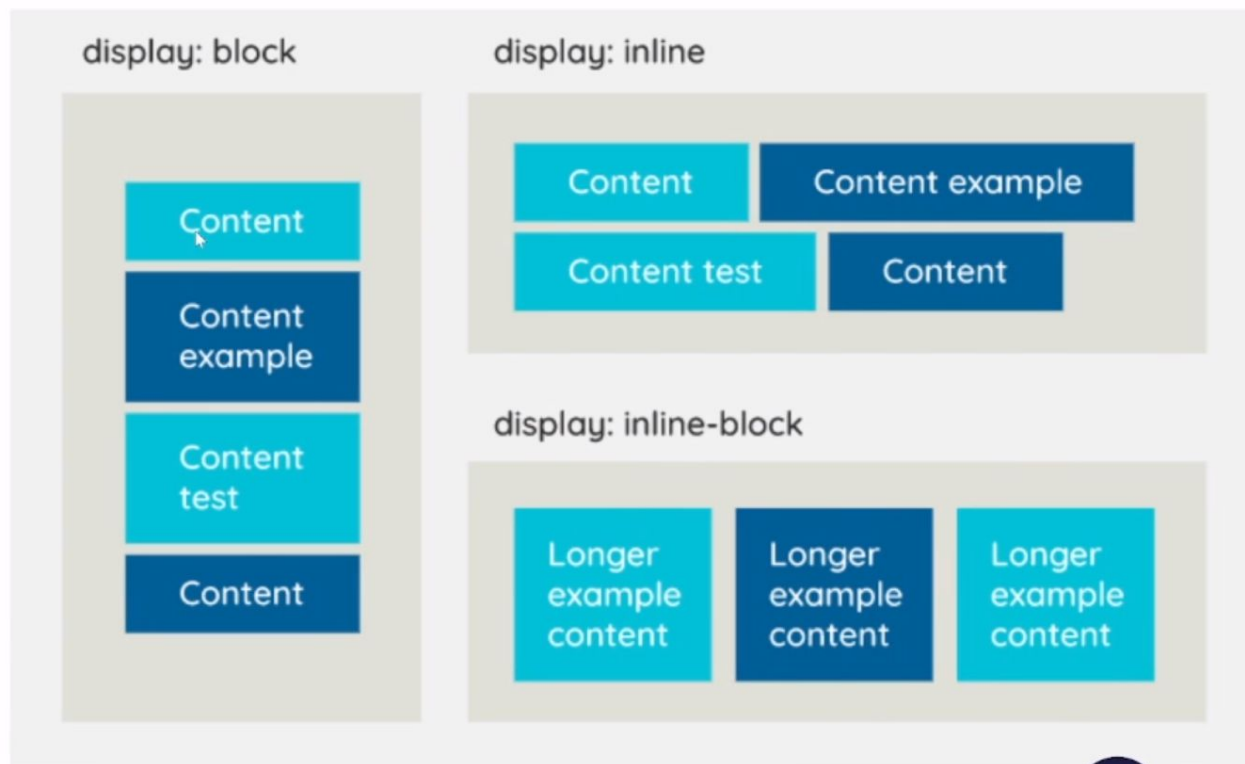 display: block
Content
Content
example
Content
test
Content
display: inline
Content
Content example
Content test
Content
display: inline-block
Longer
example
content
Longer
example
content
Longer
example
content